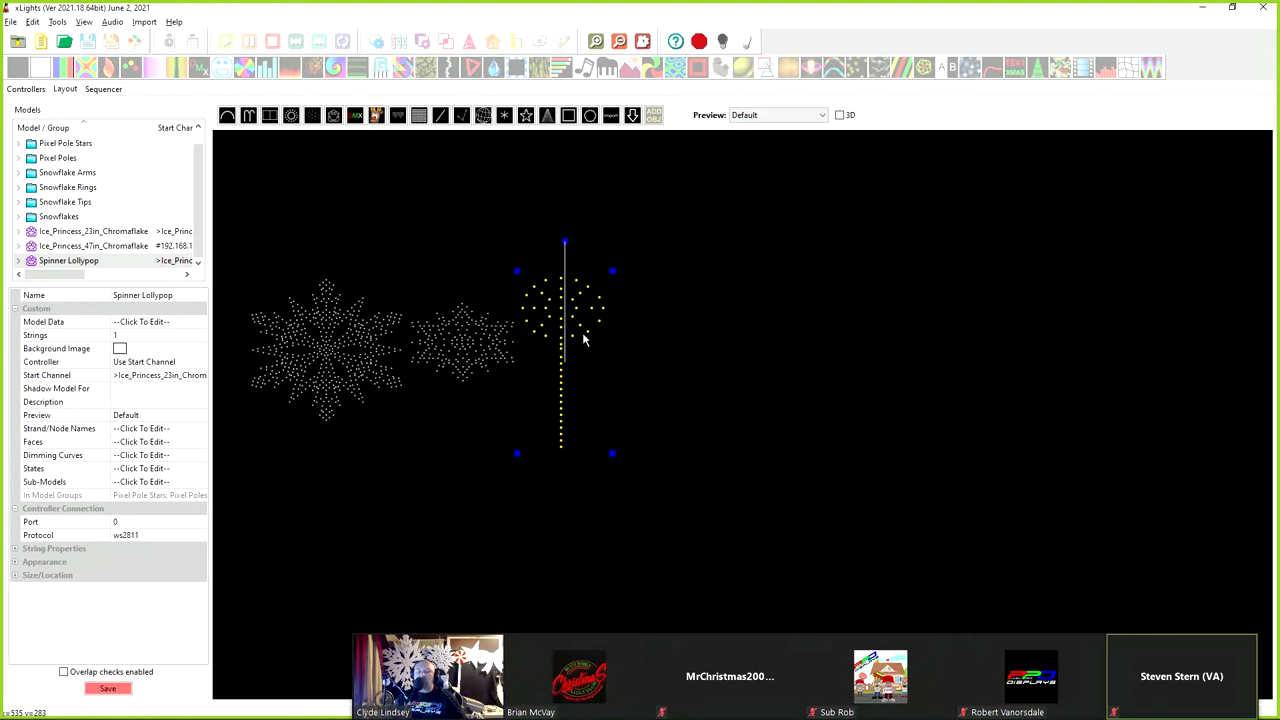 xLights (Ver 2021.18 64bit) June 2, 2021
File Edit Tools View Audio Import Help
Controllers Layout Sequencer
Models
Preview: Default 3D
Model / Group Start Char
Pixel Pole Stars
Pixel Poles
Snowflake Arms
Snowflake Rings
Snowflake Tips
Snowflakes
Ice_Princess_23in_Chromaflake >Ice_Princ
Ice_Princess_47in_Chromaflake #192.168.1
Spinner Lollypop >Ice_Princ
Name Spinner Lollypop
Custom
Model Data --Click To Edit--
Strings 1
Background Image
Controller Use Start Channel
Start Channel >Ice_Princess_23in_Chrom
Shadow Model For
Description
Preview Default
Strand/Node Names --Click To Edit--
Faces --Click To Edit--
Dimming Curves --Click To Edit--
States --Click To Edit--
Sub-Models --Click To Edit--
In Model Groups Pixel Pole Stars, Pixel Poles
Controller Connection
Port 0
Protocol ws2811
String Properties
Appearance
Size/Location
Overlap checks enabled
Save
x=535 y=283
MrChristmas200...
Steven Stern (VA)
Clyde Lindsey Brian McVay Sub Rob Robert Vanorsdale